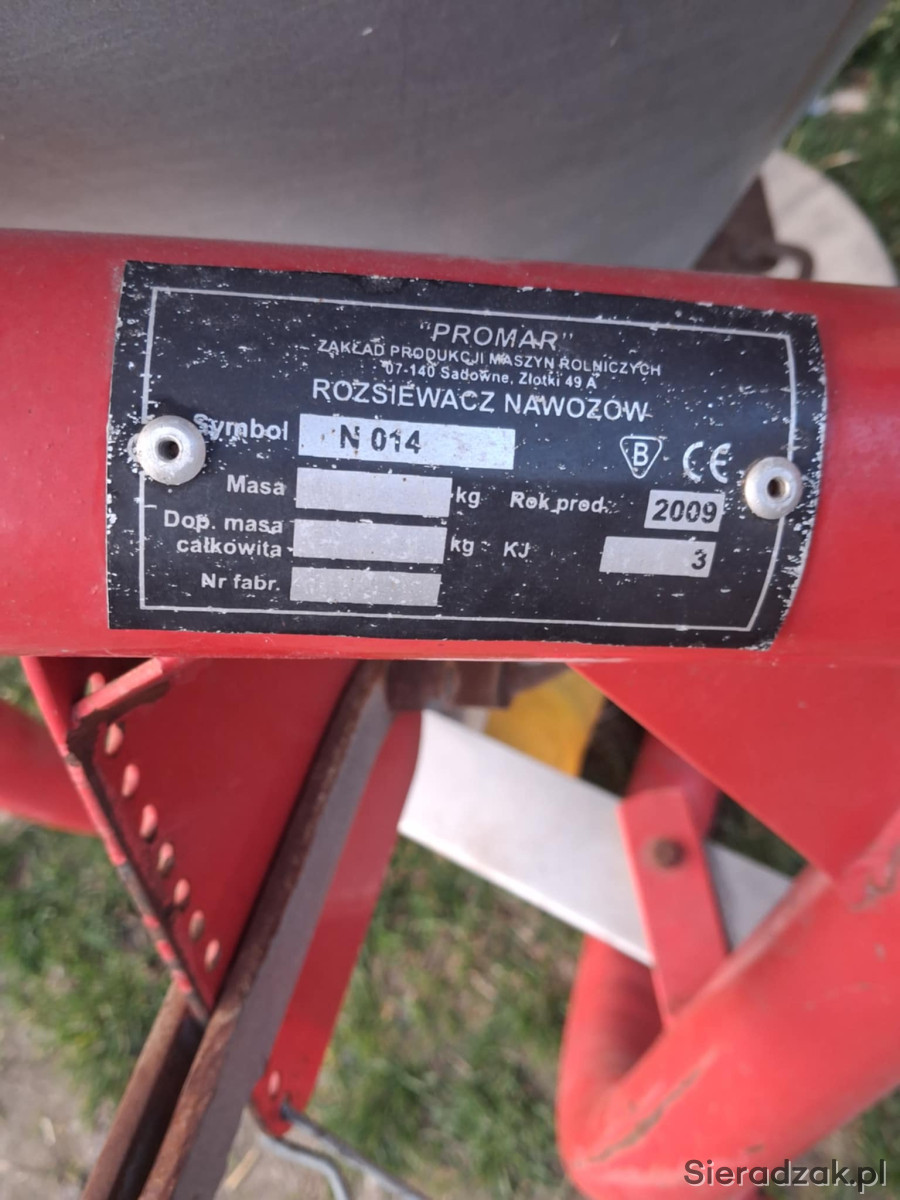 "PROMAR"
ZAKŁAD PRODUKCJI MASZYN ROLNICZYCH
07-140 Sadowne, Złotki 49 A
ROZSIEWACZ NAWOZÓW
Symbol N 014
B CE
Masa kg Rok prod. 2009
Dop. masa
całkowita kg KJ 3
Nr fabr.
Sieradzak.pl